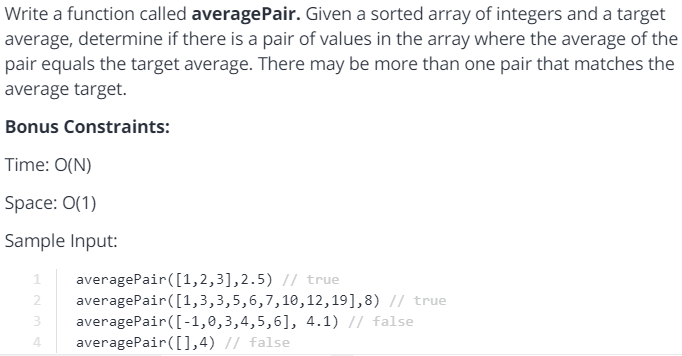 Write a function called averagePair. Given a sorted array of integers and a target
average, determine if there is a pair of values in the array where the average of the
pair equals the target average. There may be more than one pair that matches the
average target.
Bonus Constraints:
Time: O(N)
Space: O(1)
Sample Input:
1 averagePair([1,2,3],2.5) // true
2 averagePair([1,3,3,5,6,7,10,12,19],8) // true
3 averagePair([-1,0,3,4,5,6], 4.1) // false
4 averagePair([],4) // false